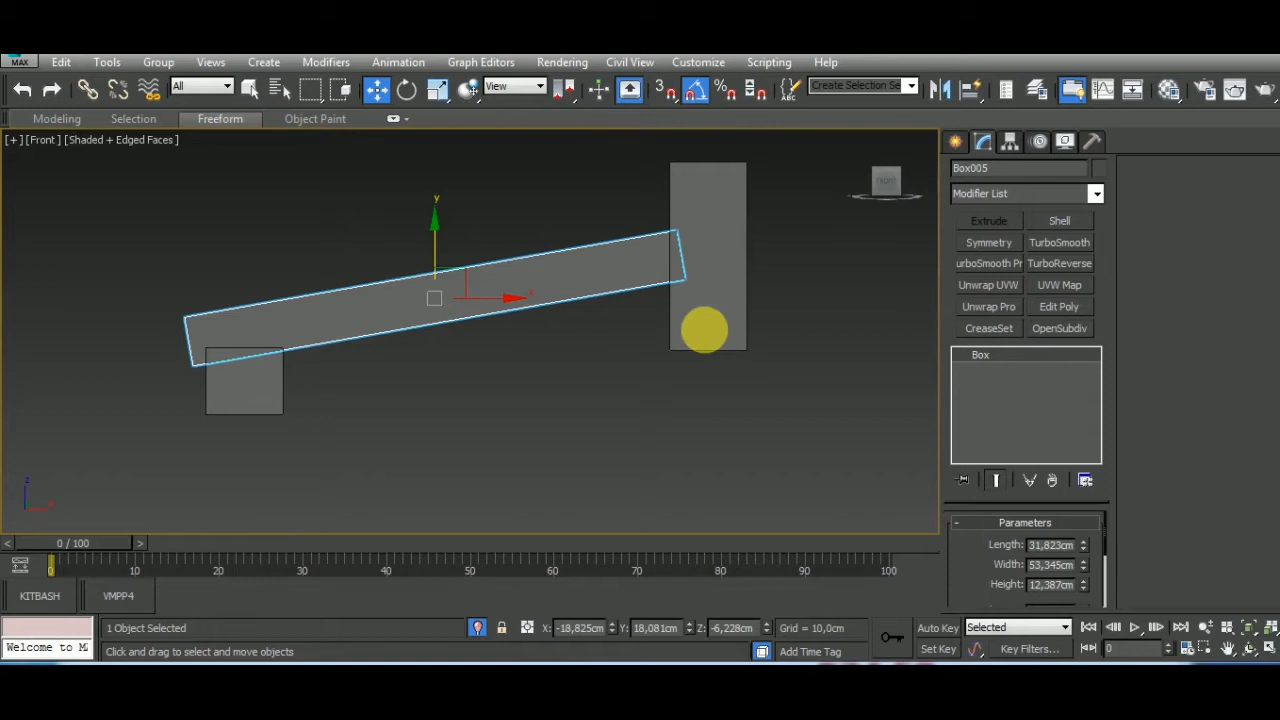 MAX Edit Tools Group Views Create Modifiers Animation Graph Editors Rendering Civil View Customize Scripting Help
All View 3 Create Selection Se
Modeling Selection Freeform Object Paint
[+] [Front] [Shaded + Edged Faces]
FRONT
Box005
Modifier List
Extrude Shell
Symmetry TurboSmooth
urboSmooth Pr TurboReverse
Unwrap UVW UVW Map
Unwrap Pro Edit Poly
CreaseSet OpenSubdiv
Box
y
x
z
x
- Parameters
Length: 31,823cm
Width: 53,345cm
Height: 12,387cm
< 0 / 100 >
0 10 20 30 40 50 60 70 80 90 100
KITBASH VMPP4
1 Object Selected X: -18,825cm Y: 18,081cm Z: -6,228cm Grid = 10,0cm Auto Key Selected
Welcome to M Click and drag to select and move objects Add Time Tag Set Key Key Filters... 0